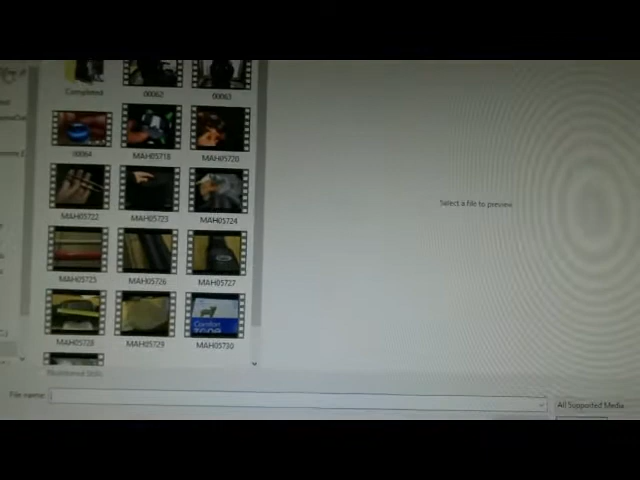 Completed 00062 00063
00064 MAH05718 MAH05720
MAH05722 MAH05723 MAH05724
MAH05725 MAH05726 MAH05727
Comfort
MAH05728 MAH05729 MAH05730
Select a file to preview
File name:
All Supported Media